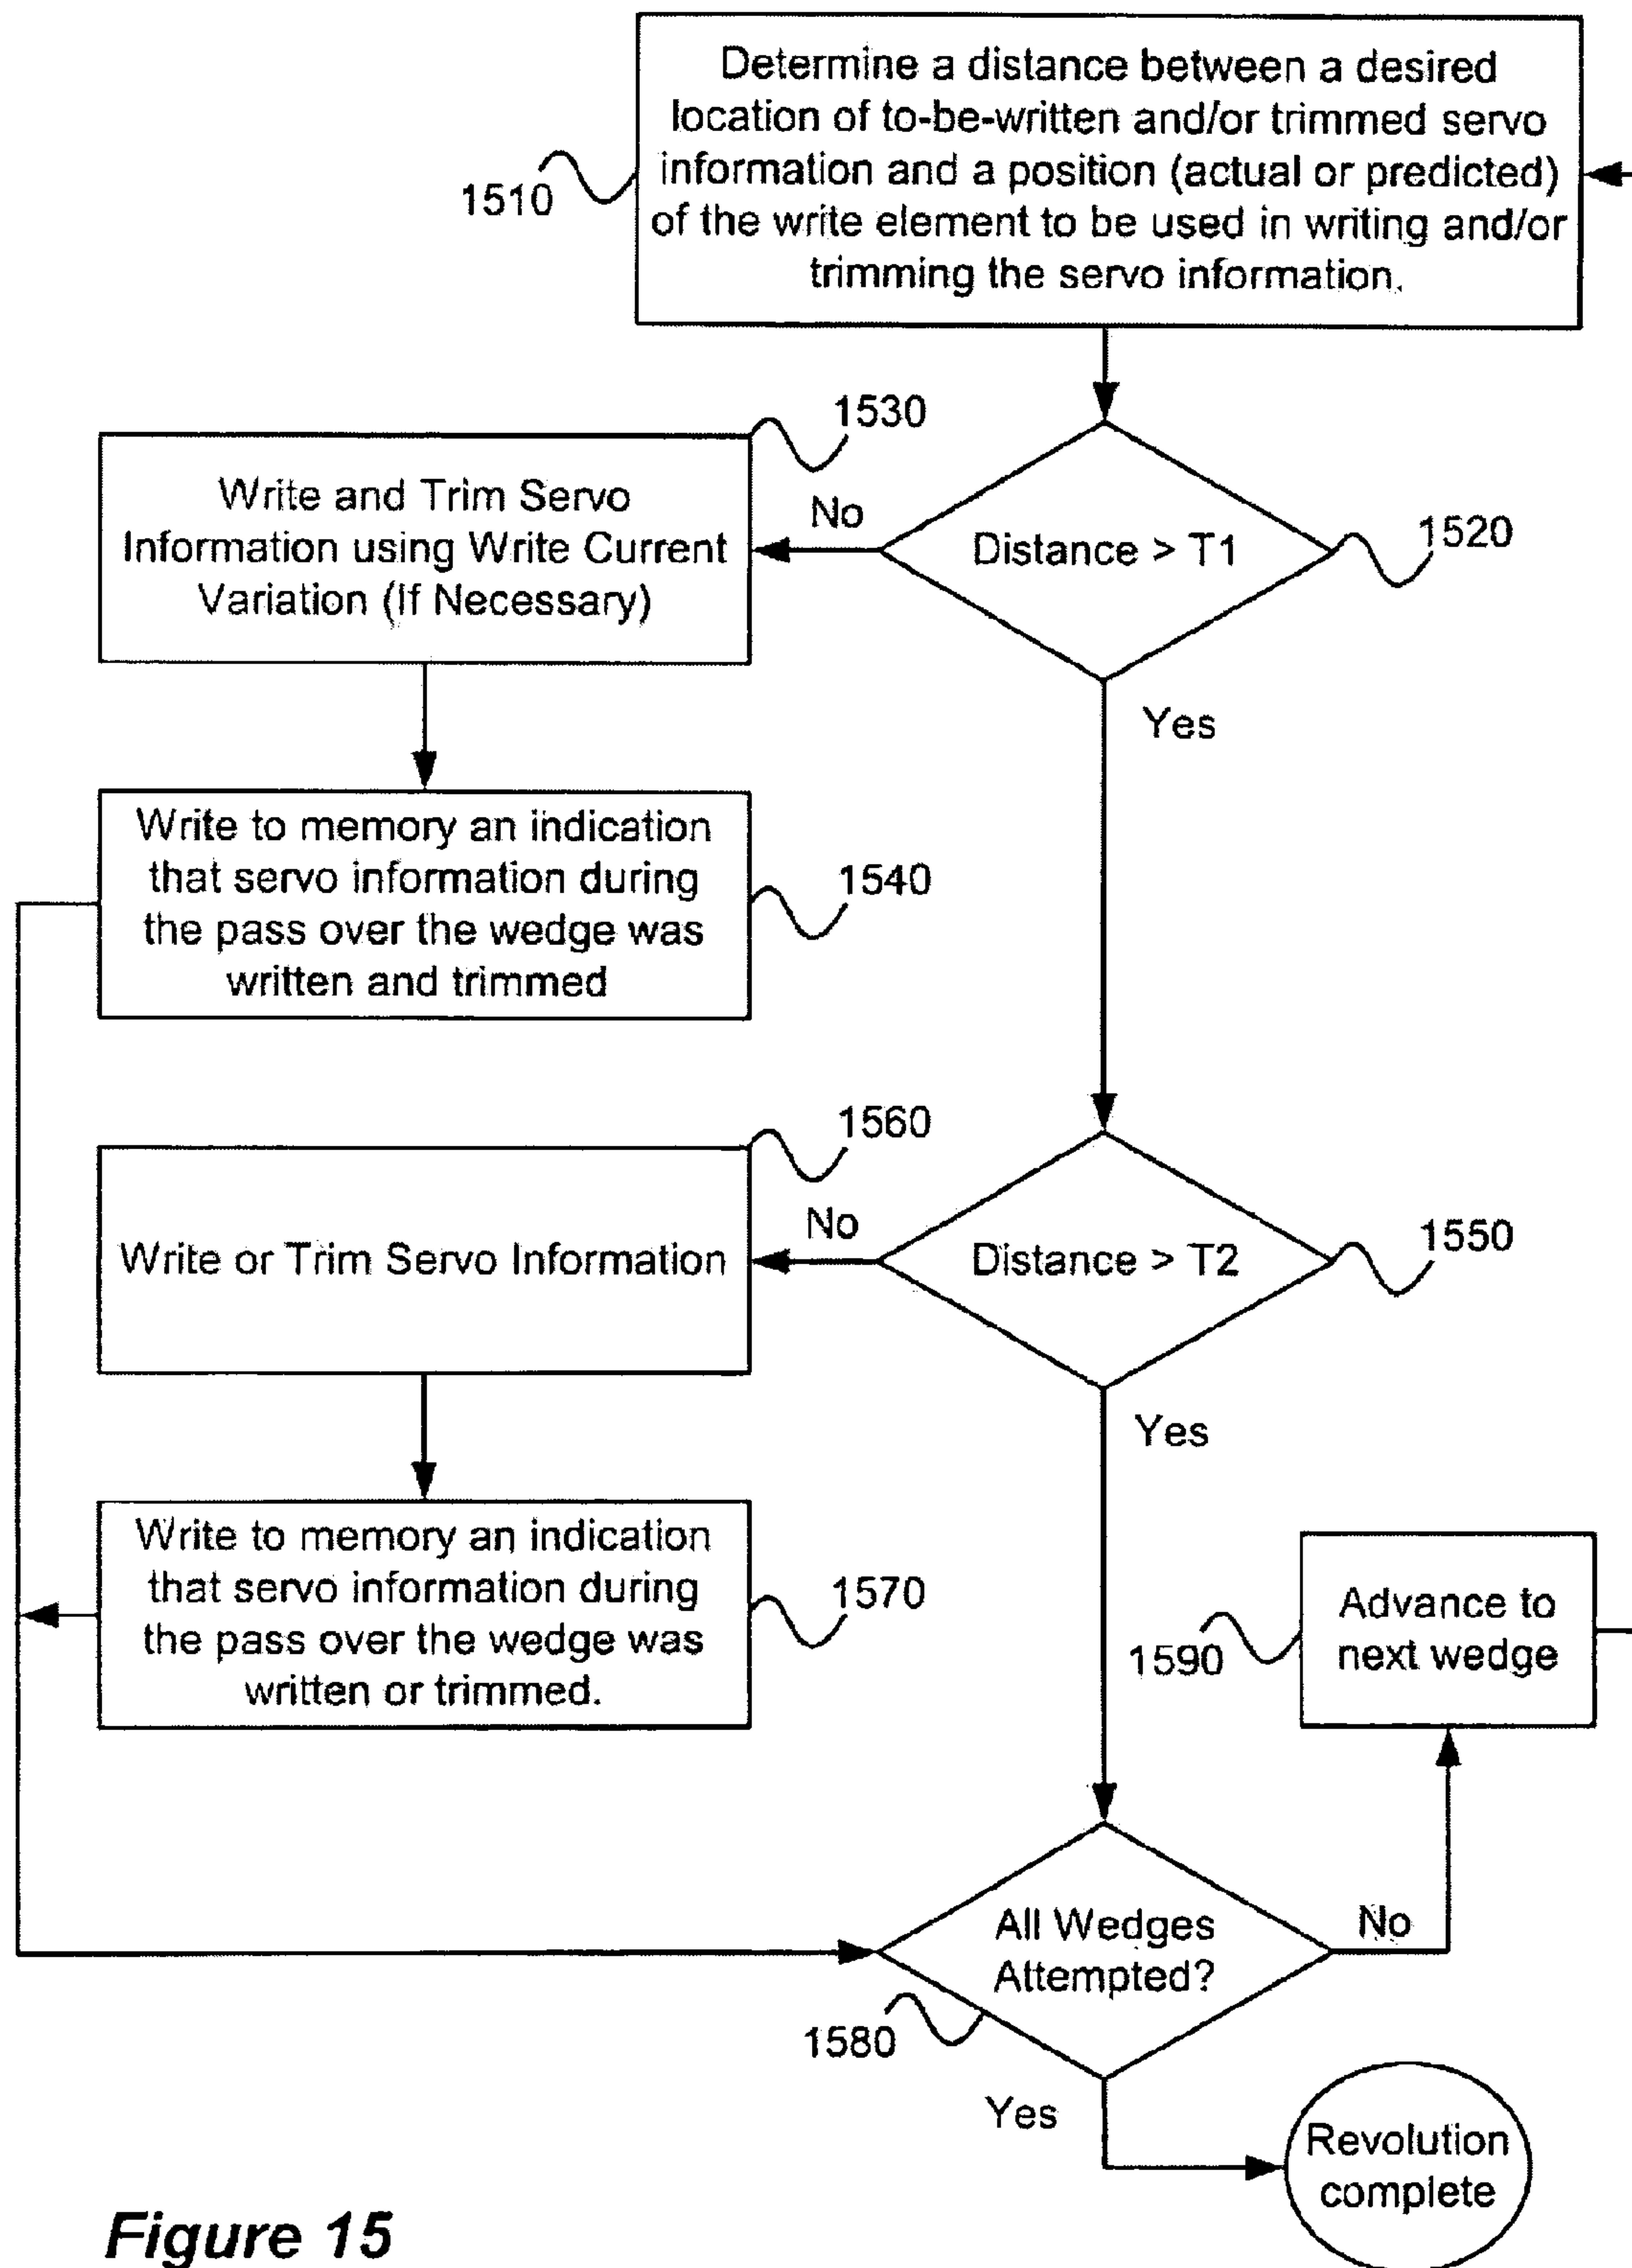 Determine a distance between a desired
location of to-be-written and/or trimmed servo
information and a position (actual or predicted)
of the write element to be used in writing and/or
trimming the servo information.
1510
1530
Write and Trim Servo
Information using Write Current
Variation (If Necessary)
No
Distance > T1
1520
Yes
Write to memory an indication
that servo information during
the pass over the wedge was
written and trimmed
1540
1560
Write or Trim Servo Information
No
Distance > T2
1550
Yes
Write to memory an indication
that servo information during
the pass over the wedge was
written or trimmed.
1570
Advance to
next wedge
1590
All Wedges
Attempted?
No
1580
Yes
Revolution
complete
Figure 15